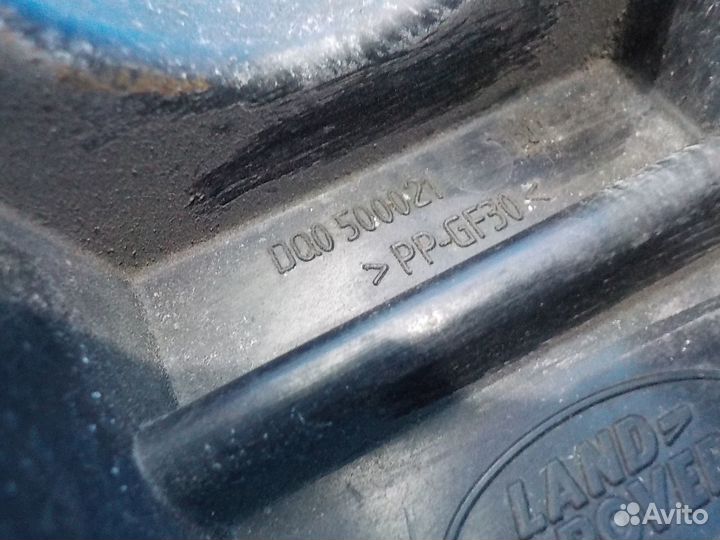 DQ0 500021
>PP-GF30<
LAND-
ROVER
Avito